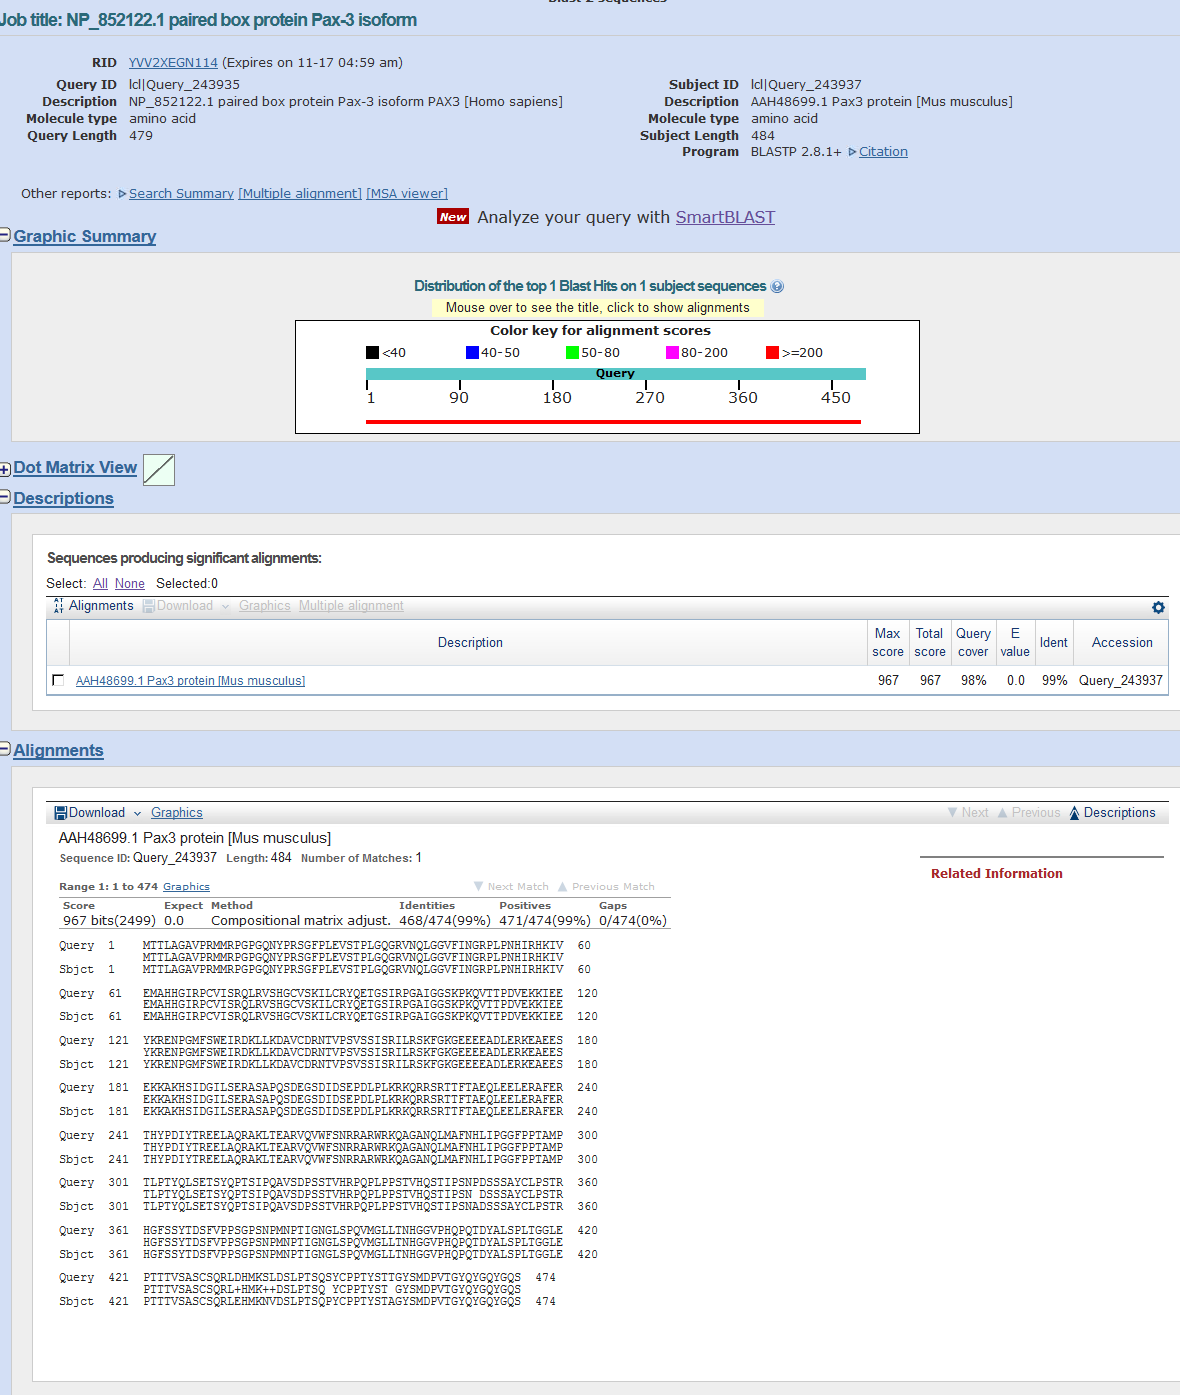 Job title: NP_852122.1 paired box protein Pax-3 isoform
RID YVV2XEGN114 (Expires on 11-17 04:59 am)
Query ID lcl|Query_243935
Description NP_852122.1 paired box protein Pax-3 isoform PAX3 [Homo sapiens]
Molecule type amino acid
Query Length 479
Subject ID lcl|Query_243937
Description AAH48699.1 Pax3 protein [Mus musculus]
Molecule type amino acid
Subject Length 484
Program BLASTP 2.8.1+ Citation
Other reports: Search Summary [Multiple alignment] [MSA viewer]
New Analyze your query with SmartBLAST
Graphic Summary
Distribution of the top 1 Blast Hits on 1 subject sequences
Mouse over to see the title, click to show alignments
Color key for alignment scores
<40 40-50 50-80 80-200 >=200
Query
1 90 180 270 360 450
Dot Matrix View
Descriptions
Sequences producing significant alignments:
Select: All None Selected:0
Alignments Download Graphics Multiple alignment
Description Max score Total score Query cover E value Ident Accession
AAH48699.1 Pax3 protein [Mus musculus] 967 967 98% 0.0 99% Query_243937
Alignments
Download Graphics Next Previous Descriptions
AAH48699.1 Pax3 protein [Mus musculus]
Sequence ID: Query_243937 Length: 484 Number of Matches: 1
Related Information
Range 1: 1 to 474 Graphics Next Match Previous Match
Score Expect Method Identities Positives Gaps
967 bits(2499) 0.0 Compositional matrix adjust. 468/474(99%) 471/474(99%) 0/474(0%)
Query 1 MTTLAGAVPRMMRPGPGQNYPRSGFPLEVSTPLGQGRVNQLGGVFINGRPLPNHIRHKIV 60
MTTLAGAVPRMMRPGPGQNYPRSGFPLEVSTPLGQGRVNQLGGVFINGRPLPNHIRHKIV
Sbjct 1 MTTLAGAVPRMMRPGPGQNYPRSGFPLEVSTPLGQGRVNQLGGVFINGRPLPNHIRHKIV 60
Query 61 EMAHHGIRPCVISRQLRVSHGCVSKILCRYQETGSIRPGAIGGSKPKQVTTPDVEKKIEE 120
EMAHHGIRPCVISRQLRVSHGCVSKILCRYQETGSIRPGAIGGSKPKQVTTPDVEKKIEE
Sbjct 61 EMAHHGIRPCVISRQLRVSHGCVSKILCRYQETGSIRPGAIGGSKPKQVTTPDVEKKIEE 120
Query 121 YKRENPGMFSWEIRDKLLKDAVCDRNTVPSVSSISRILRSKFGKGEEEEADLERKEAEES 180
YKRENPGMFSWEIRDKLLKDAVCDRNTVPSVSSISRILRSKFGKGEEEEADLERKEAEES
Sbjct 121 YKRENPGMFSWEIRDKLLKDAVCDRNTVPSVSSISRILRSKFGKGEEEEADLERKEAEES 180
Query 181 EKKAKHSIDGILSERASAPQSDEGSDIDSEPDLPLKRKQRRSRTTFTAEQLEELERAFER 240
EKKAKHSIDGILSERASAPQSDEGSDIDSEPDLPLKRKQRRSRTTFTAEQLEELERAFER
Sbjct 181 EKKAKHSIDGILSERASAPQSDEGSDIDSEPDLPLKRKQRRSRTTFTAEQLEELERAFER 240
Query 241 THYPDIYTREELAQRAKLTEARVQVWFSNRRARWRKQAGANQLMAFNHLIPGGFPPTAMP 300
THYPDIYTREELAQRAKLTEARVQVWFSNRRARWRKQAGANQLMAFNHLIPGGFPPTAMP
Sbjct 241 THYPDIYTREELAQRAKLTEARVQVWFSNRRARWRKQAGANQLMAFNHLIPGGFPPTAMP 300
Query 301 TLPTYQLSETSYQPTSIPQAVSDPSSTVHRPQPLPPSTVHQSTIPSNPDSSSAYCLPSTR 360
TLPTYQLSETSYQPTSIPQAVSDPSSTVHRPQPLPPSTVHQSTIPSN DSSSAYCLPSTR
Sbjct 301 TLPTYQLSETSYQPTSIPQAVSDPSSTVHRPQPLPPSTVHQSTIPSNADSSSAYCLPSTR 360
Query 361 HGFSSYTDSFVPPSGPSNPMNPTIGNGLSPQVMGLLTNHGGVPHQPQTDYALSPLTGGLE 420
HGFSSYTDSFVPPSGPSNPMNPTIGNGLSPQVMGLLTNHGGVPHQPQTDYALSPLTGGLE
Sbjct 361 HGFSSYTDSFVPPSGPSNPMNPTIGNGLSPQVMGLLTNHGGVPHQPQTDYALSPLTGGLE 420
Query 421 PTTTVSASCSQRLDHMKSLDSLPTSQSYCPPTYSTTGYSMDPVTGYQYGQYGQS 474
PTTTVSASCSQRL+HMK++DSLPTSQ YCPPTYST GYSMDPVTGYQYGQYGQS
Sbjct 421 PTTTVSASCSQRLEHMKNVDSLPTSQPYCPPTYSTAGYSMDPVTGYQYGQYGQS 474